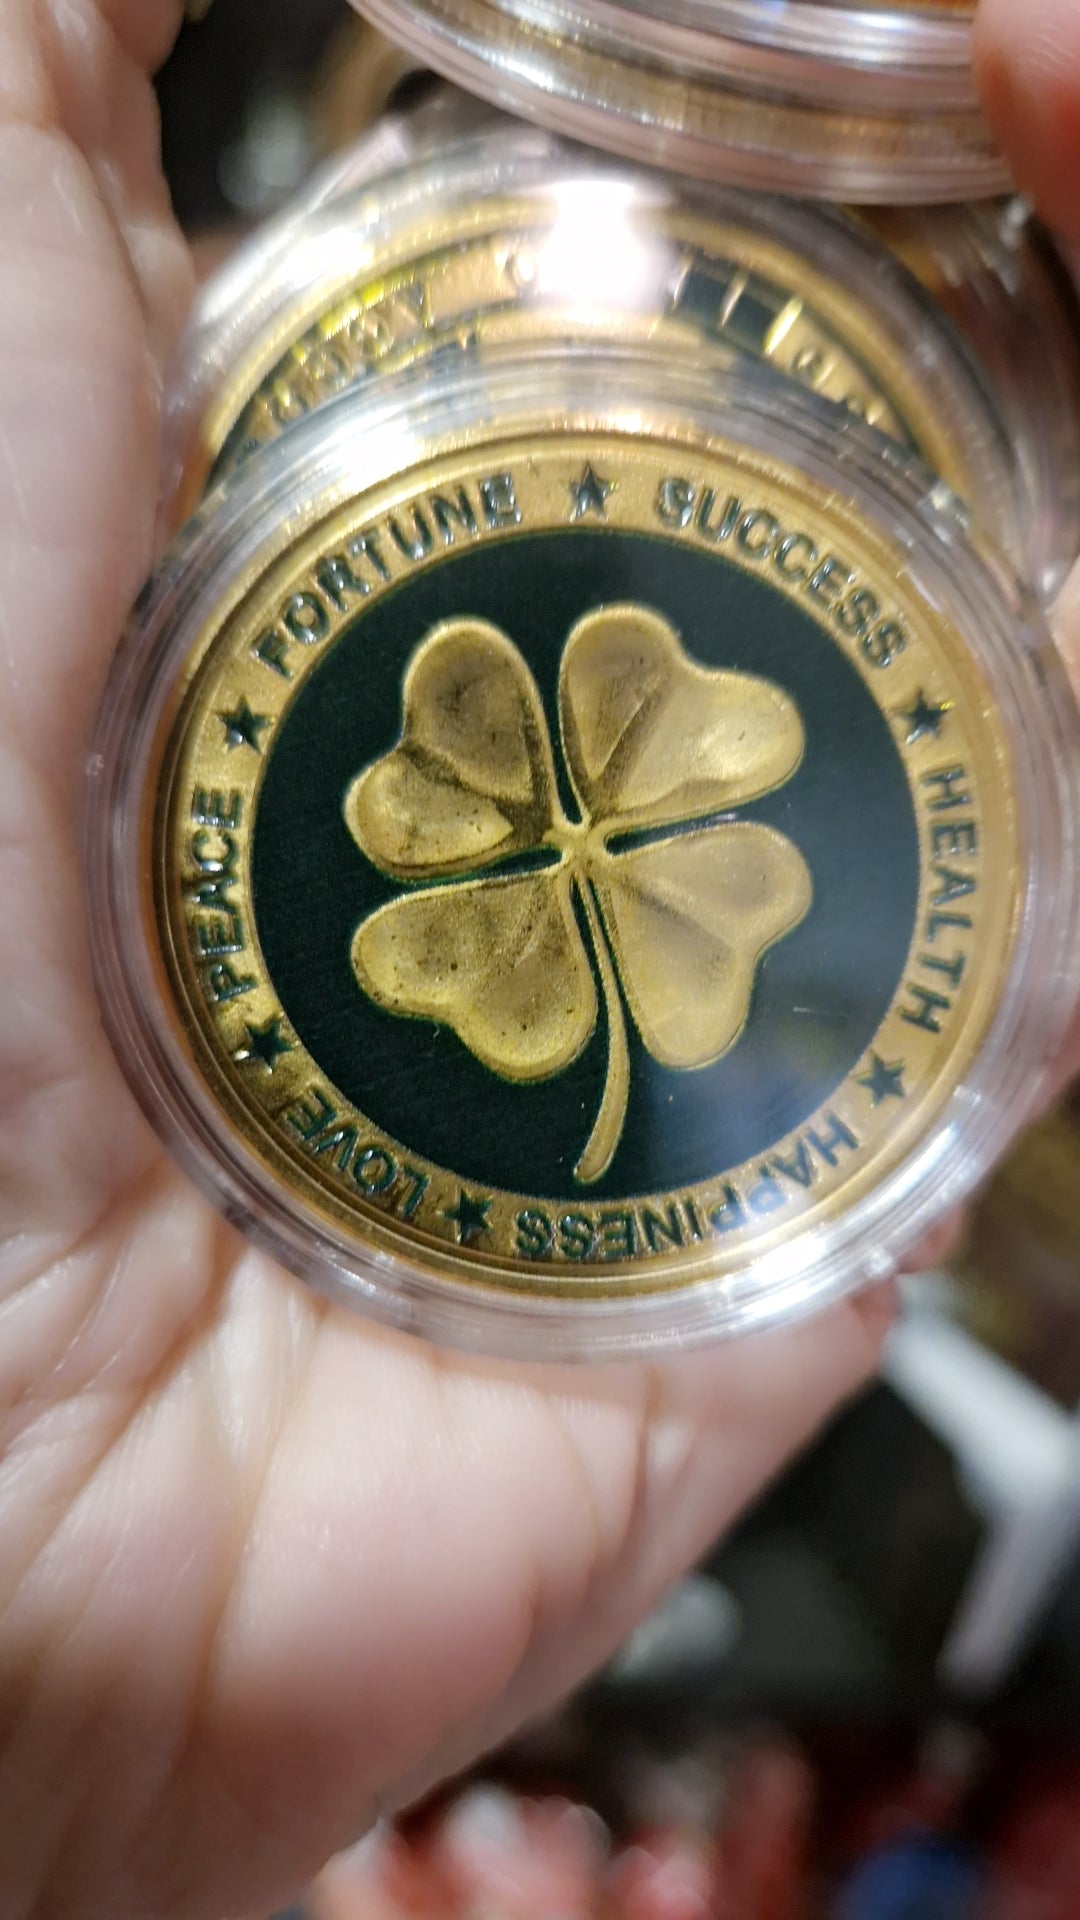 FORTUNE ★ SUCCESS ★ HEALTH ★ HAPPINESS ★ LOVE ★ PEACE ★